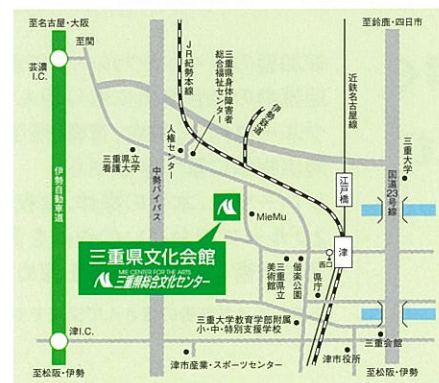 至名古屋・大阪
至鈴鹿・四日市
至関
芸濃
I.C.
JR紀勢本線
三重県身体障害者
総合福祉センター
伊勢鉄道
近鉄名古屋線
三重県立
看護大学
人権センター
三重大学
江戸橋
国道23号線
伊勢自動車道
中勢バイパス
MieMu
三重県文化会館
MIE CENTER FOR THE ARTS
三重県総合文化センター
津
西口
三重県立
美術館
偕楽公園
県庁
三重大学教育学部附属
小・中・特別支援学校
津I.C.
三重会館
津市産業・スポーツセンター
津市役所
至松阪・伊勢
至松阪・伊勢